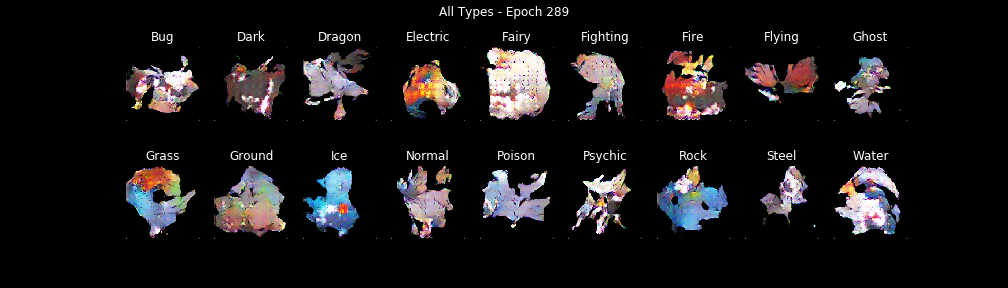 All Types - Epoch 289
Bug Dark Dragon Electric Fairy Fighting Fire Flying Ghost
Grass Ground Ice Normal Poison Psychic Rock Steel Water